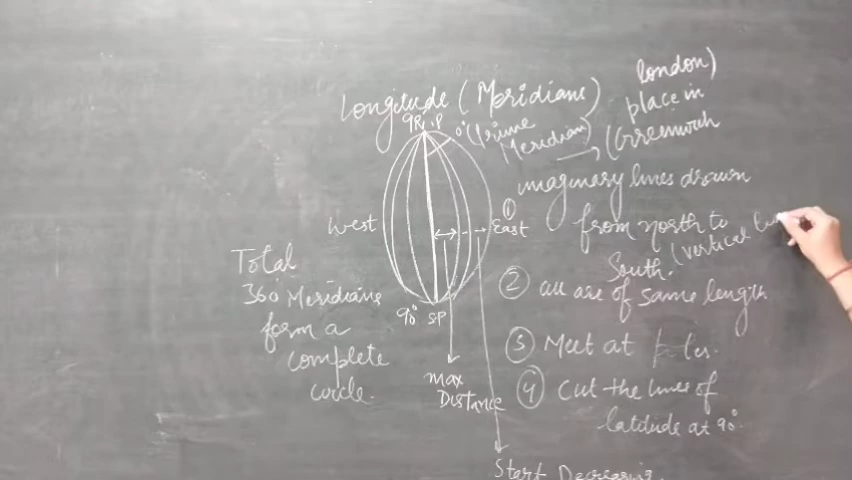 Longitude (Meridians)
London)
place in
(Greenwich
90° N.P
0° (Prime
Meridian)
① imaginary lines drawn
from north to
South. (vertical
West
East
② all are of same length
Total
360 Meridians
form a
complete
circle.
90° SP
③ Meet at Poles.
④ Cut the lines of
latitude at 90°
max
Distance
Start Decreasing.